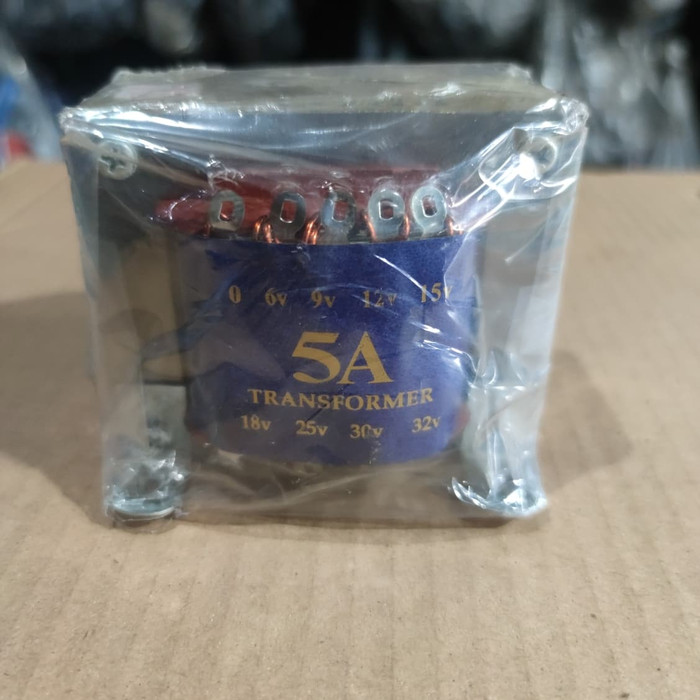 0 6v 9v 12v 15v
5A
TRANSFORMER
18v 25v 30v 32v